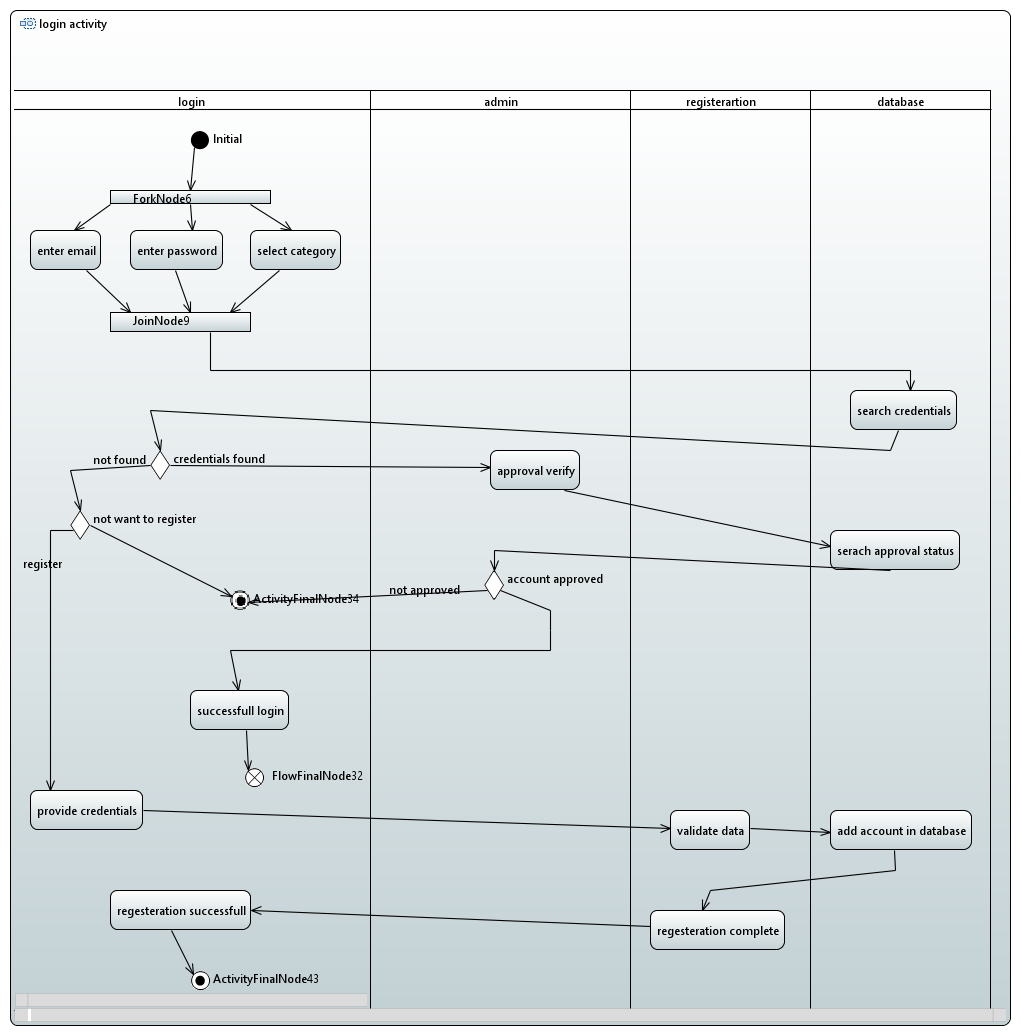 login activity
login
admin
registerartion
database
Initial
ForkNode6
enter email
enter password
select category
JoinNode9
search credentials
not found
credentials found
approval verify
not want to register
serach approval status
register
account approved
not approved
ActivityFinalNode34
successfull login
FlowFinalNode32
provide credentials
validate data
add account in database
regesteration successfull
regesteration complete
ActivityFinalNode43